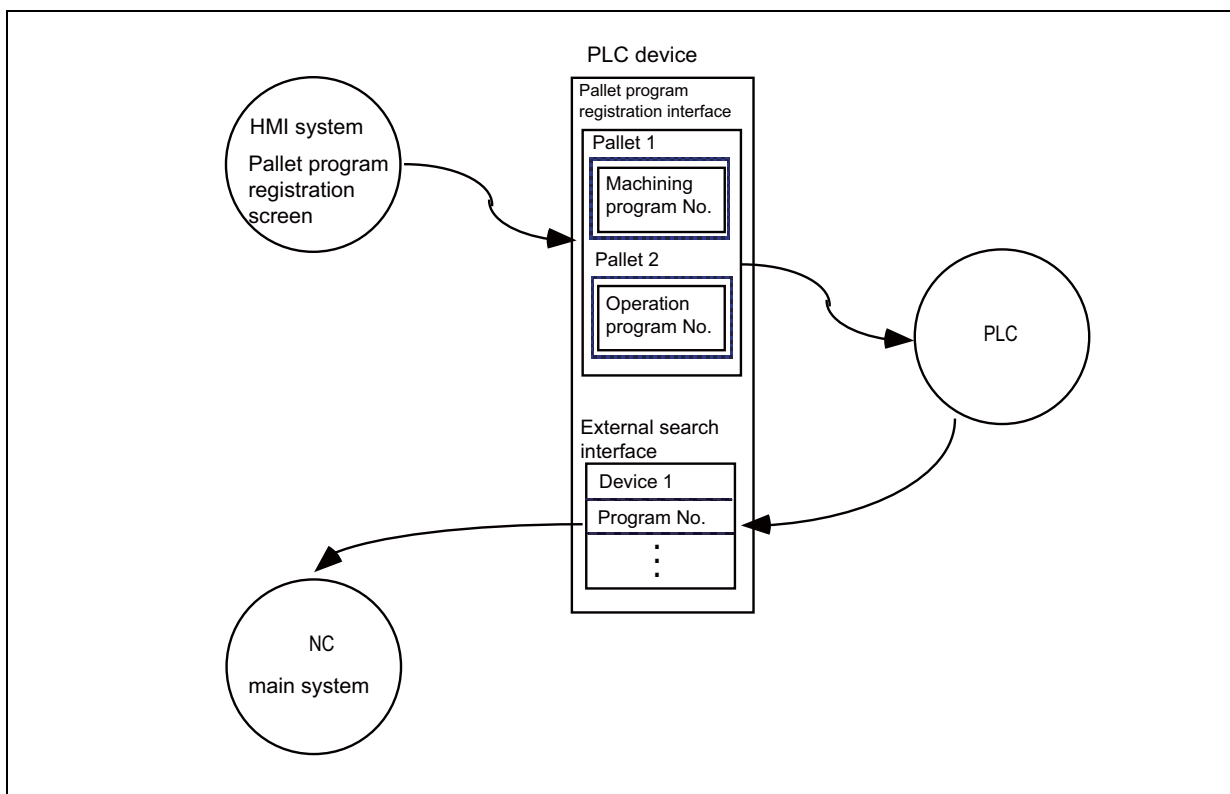 PLC device
Pallet program
registration interface
HMI system
Pallet program
registration
screen
Pallet 1
Machining
program No.
Pallet 2
Operation
program No.
PLC
External search
interface
Device 1
Program No.
NC
main system